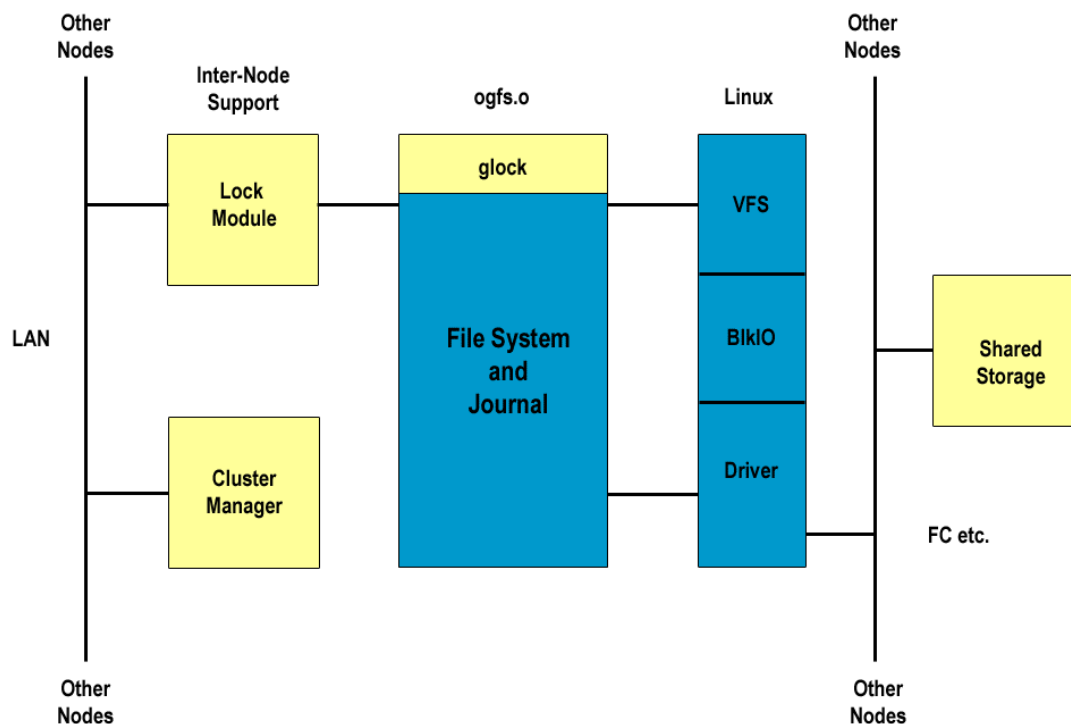 Other
Nodes
Other
Nodes
Inter-Node
Support
ogfs.o
Linux
glock
Lock
Module
VFS
LAN
File System
and
Journal
BlkIO
Shared
Storage
Cluster
Manager
Driver
FC etc.
Other
Nodes
Other
Nodes